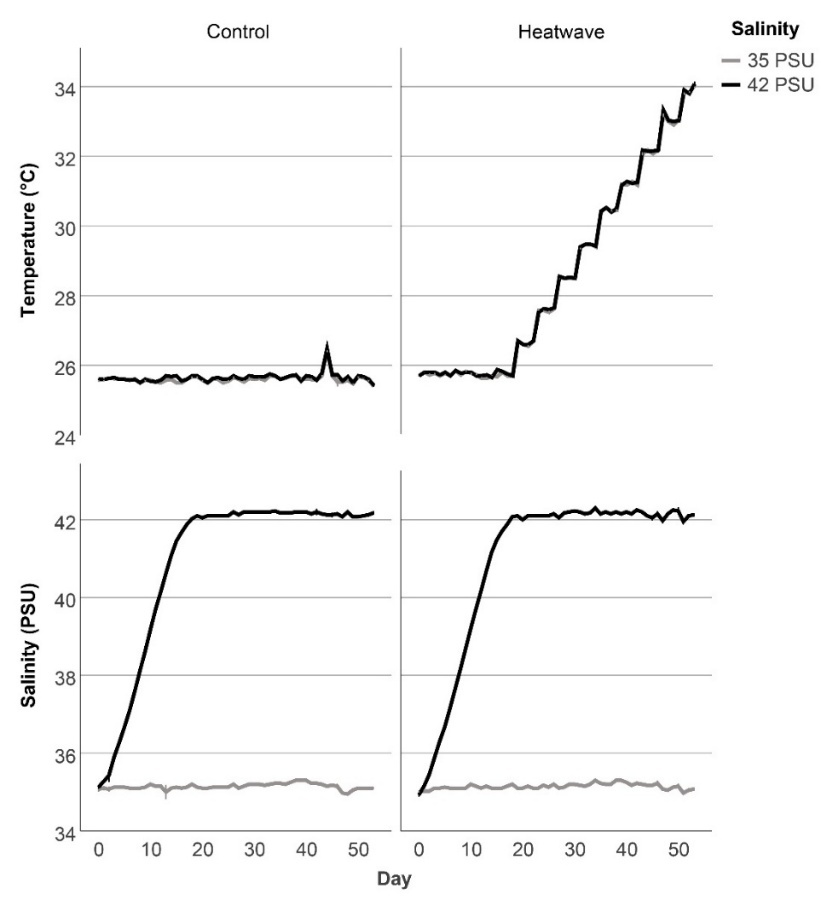 Control
Heatwave
Salinity
35 PSU
42 PSU
Temperature (°C)
34
32
30
28
26
24
Salinity (PSU)
42
40
38
36
34
0 10 20 30 40 50
0 10 20 30 40 50
Day